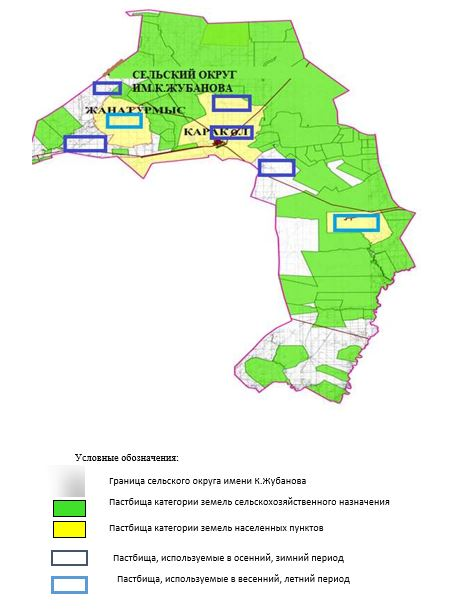 СЕЛЬСКИЙ ОКРУГ
ИМ.К.ЖУБАНОВА
ЖАНАТУРМЫС
КАРАКОЛ
Условные обозначения:
Граница сельского округа имени К.Жубанова
Пастбища категории земель сельскохозяйственного назначения
Пастбища категории земель населенных пунктов
Пастбища, используемые в осенний, зимний период
Пастбища, используемые в весенний, летний период